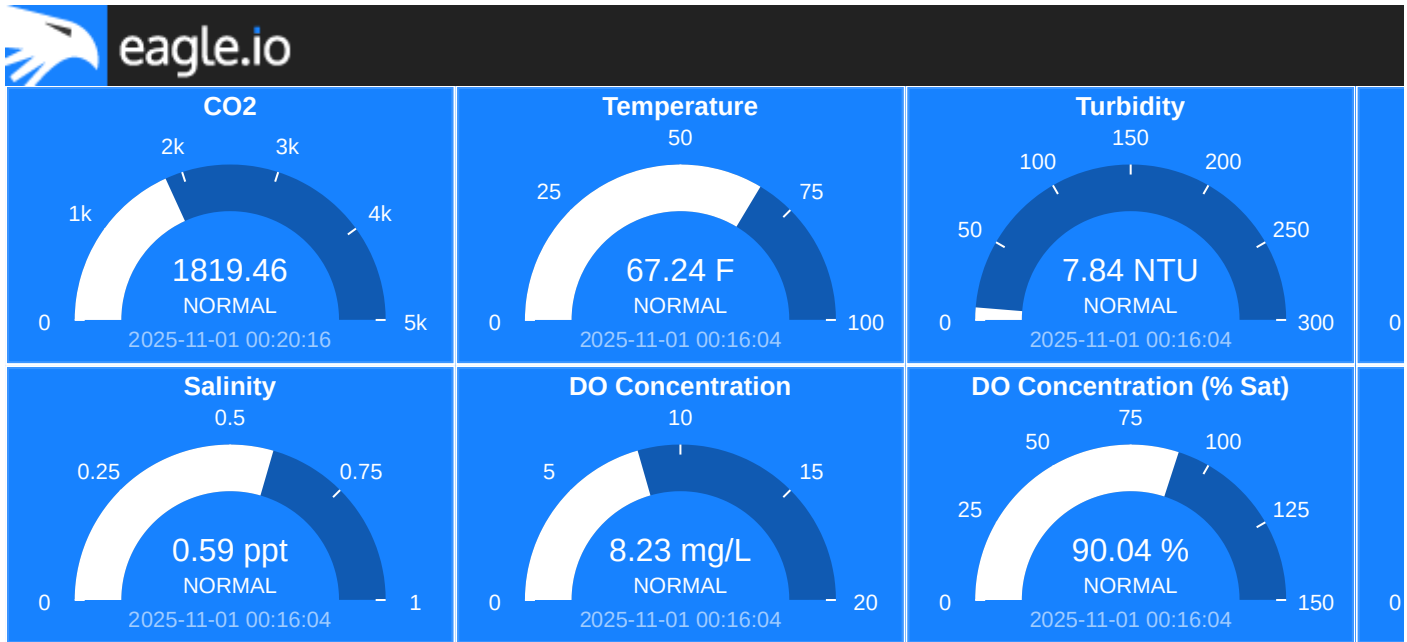 eagle.io
CO2
2k 3k
1k 4k
1819.46
NORMAL
0 5k
2025-11-01 00:20:16
Temperature
50
25 75
67.24 F
NORMAL
0 100
2025-11-01 00:16:04
Turbidity
150
100 200
50 250
7.84 NTU
NORMAL
0 300
2025-11-01 00:16:04
0
Salinity
0.5
0.25 0.75
0.59 ppt
NORMAL
0 1
2025-11-01 00:16:04
DO Concentration
10
5 15
8.23 mg/L
NORMAL
0 20
2025-11-01 00:16:04
DO Concentration (% Sat)
75
50 100
25 125
90.04 %
NORMAL
0 150
2025-11-01 00:16:04
0